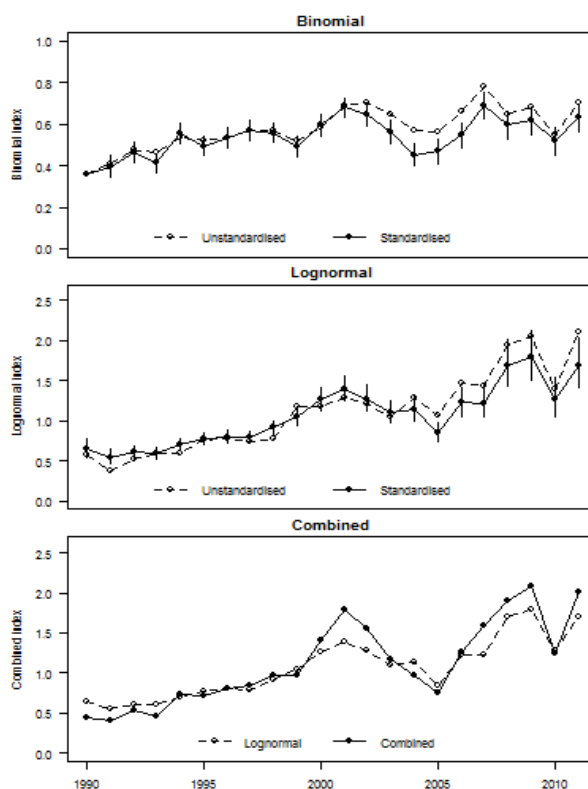 Binomial
Binomial Index
1.0
0.8
0.6
0.4
0.2
0.0
Unstandardised
Standardised
Lognormal
Lognormal Index
2.5
2.0
1.5
1.0
0.5
0.0
Unstandardised
Standardised
Combined
Combined Index
2.5
2.0
1.5
1.0
0.5
0.0
Lognormal
Combined
1990
1995
2000
2005
2010